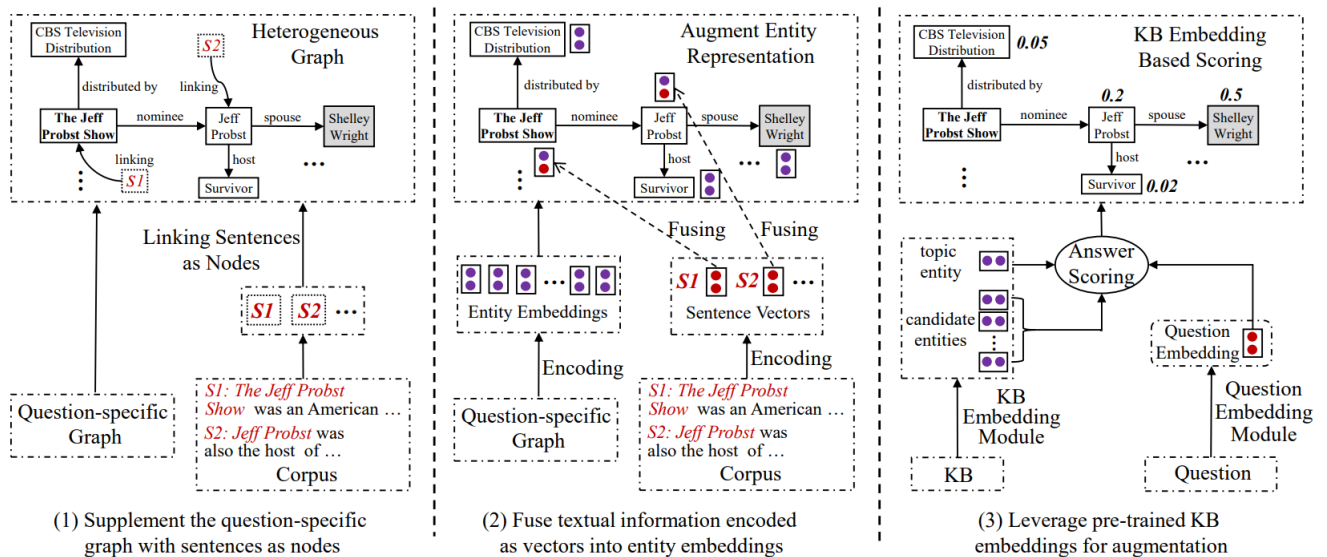 Heterogeneous
Graph
CBS Television
Distribution
S2
linking
distributed by
The Jeff
Probst Show
nominee
Jeff
Probst
spouse
Shelley
Wright
...
linking
S1
host
Survivor
Linking Sentences
as Nodes
S1 S2 ...
Question-specific
Graph
S1: The Jeff Probst
Show was an American ...
S2: Jeff Probst was
also the host of ...
Corpus
(1) Supplement the question-specific
graph with sentences as nodes
Augment Entity
Representation
CBS Television
Distribution
distributed by
The Jeff
Probst Show
nominee
Jeff
Probst
spouse
Shelley
Wright
...
host
Survivor
Fusing
Fusing
...
Entity Embeddings
S1 S2 ...
Sentence Vectors
Encoding
Encoding
Question-specific
Graph
S1: The Jeff Probst
Show was an American ...
S2: Jeff Probst was
also the host of ...
Corpus
(2) Fuse textual information encoded
as vectors into entity embeddings
KB Embedding
Based Scoring
CBS Television
Distribution
0.05
distributed by
The Jeff
Probst Show
nominee
0.2
Jeff
Probst
spouse
0.5
Shelley
Wright
...
host
Survivor
0.02
topic
entity
Answer
Scoring
candidate
entities
Question
Embedding
KB
Embedding
Module
Question
Embedding
Module
KB
Question
(3) Leverage pre-trained KB
embeddings for augmentation